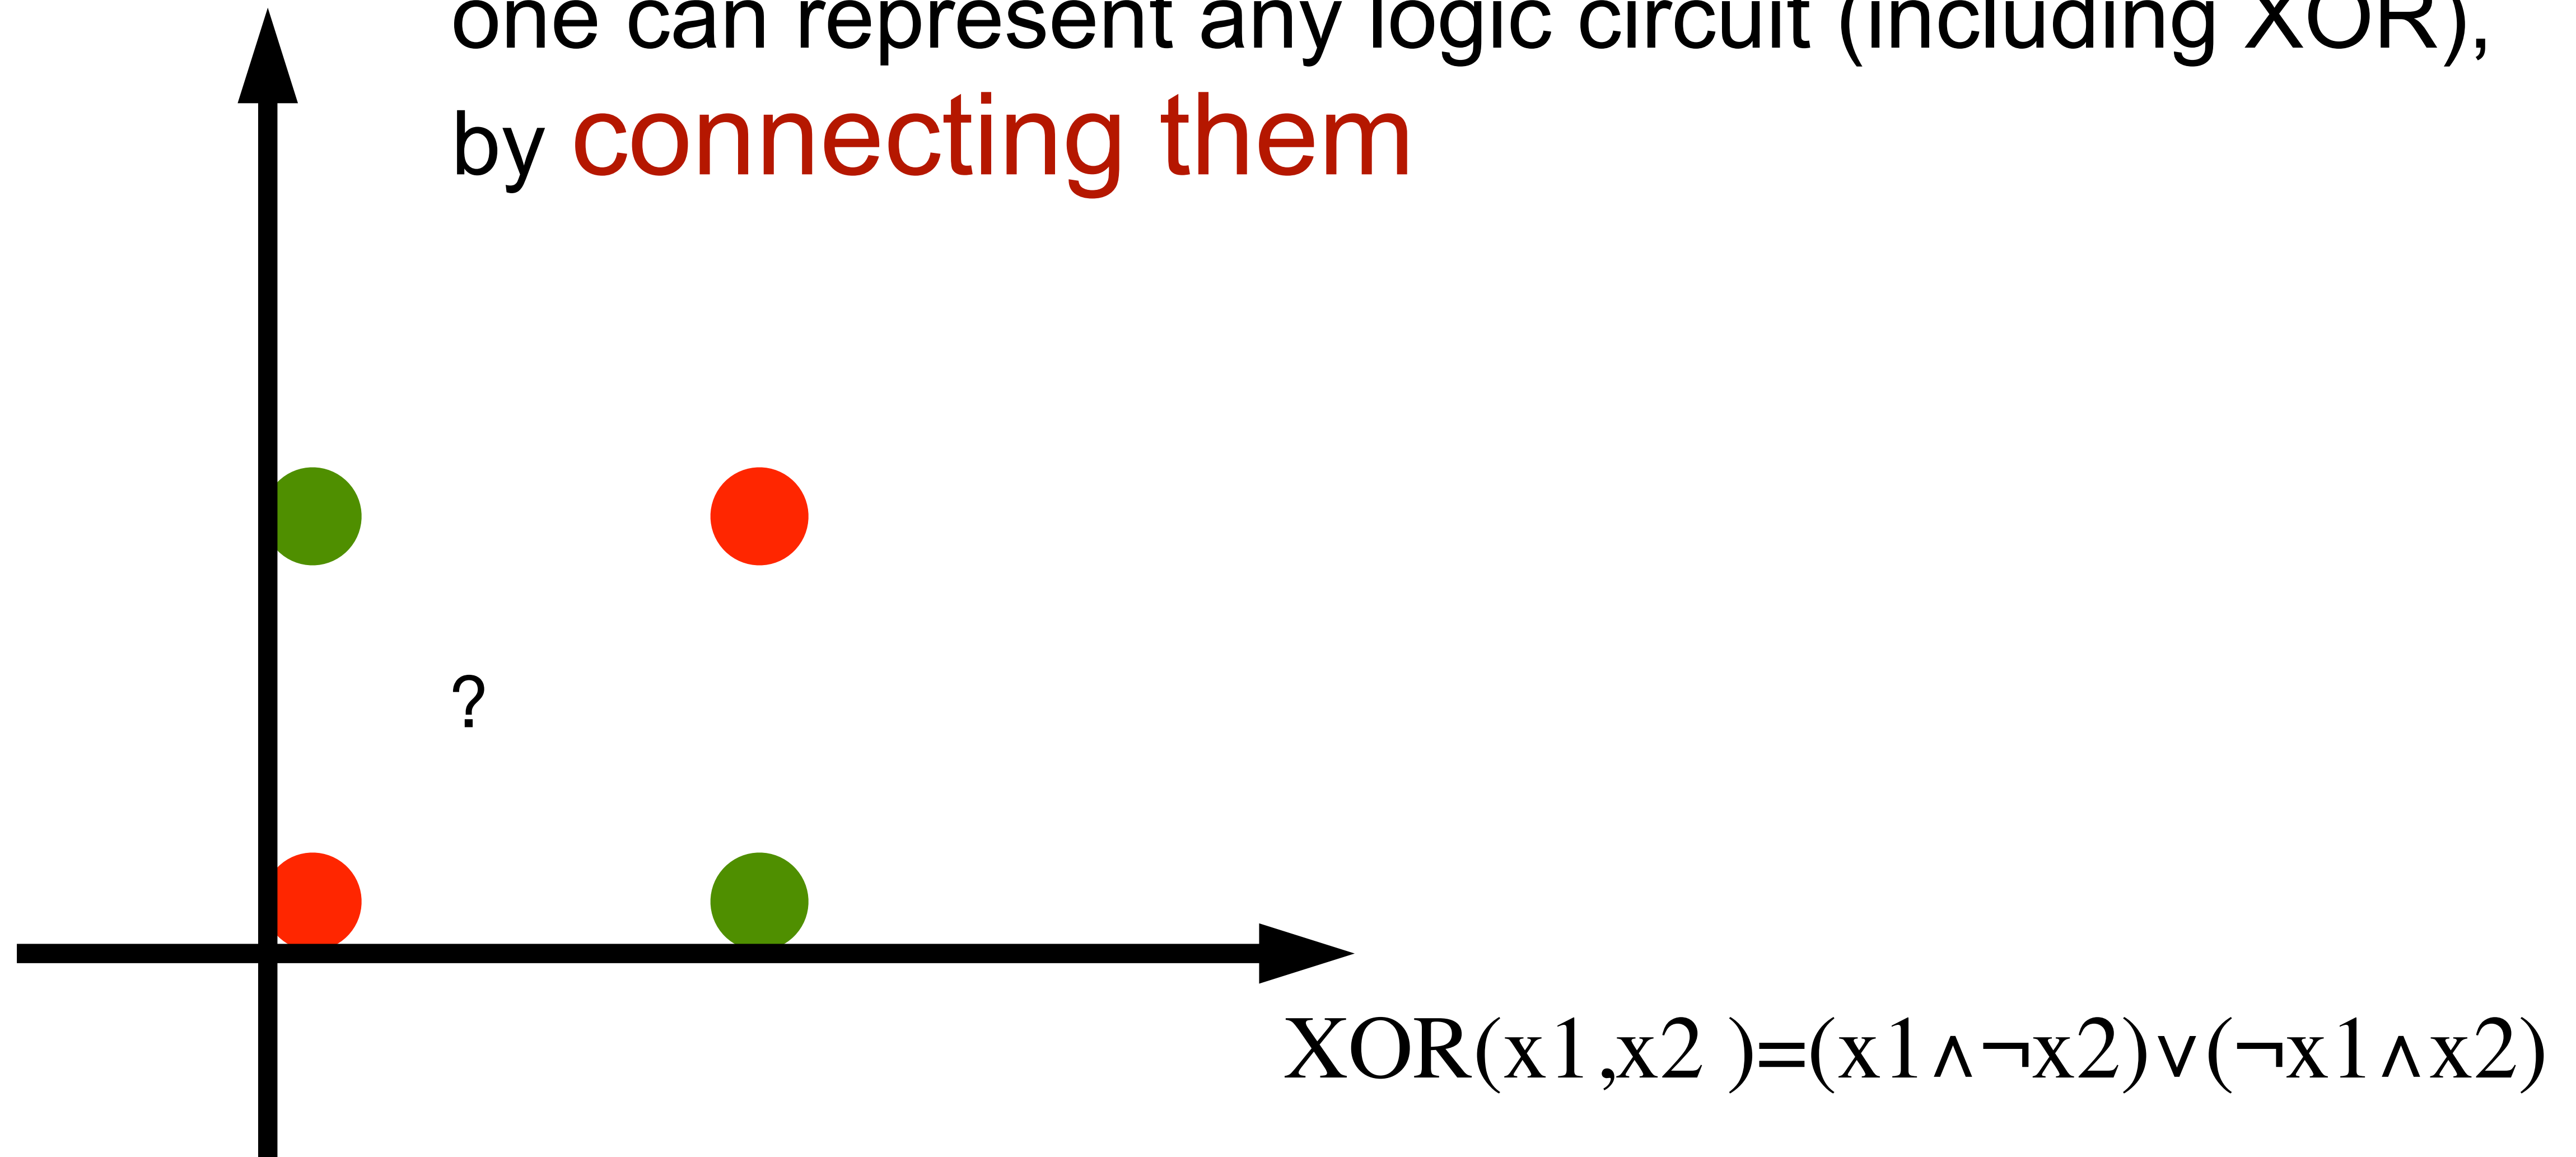 one can represent any logic circuit (including XOR),
by connecting them
?
XOR(x1,x2 )=(x1∧¬x2)∨(¬x1∧x2)